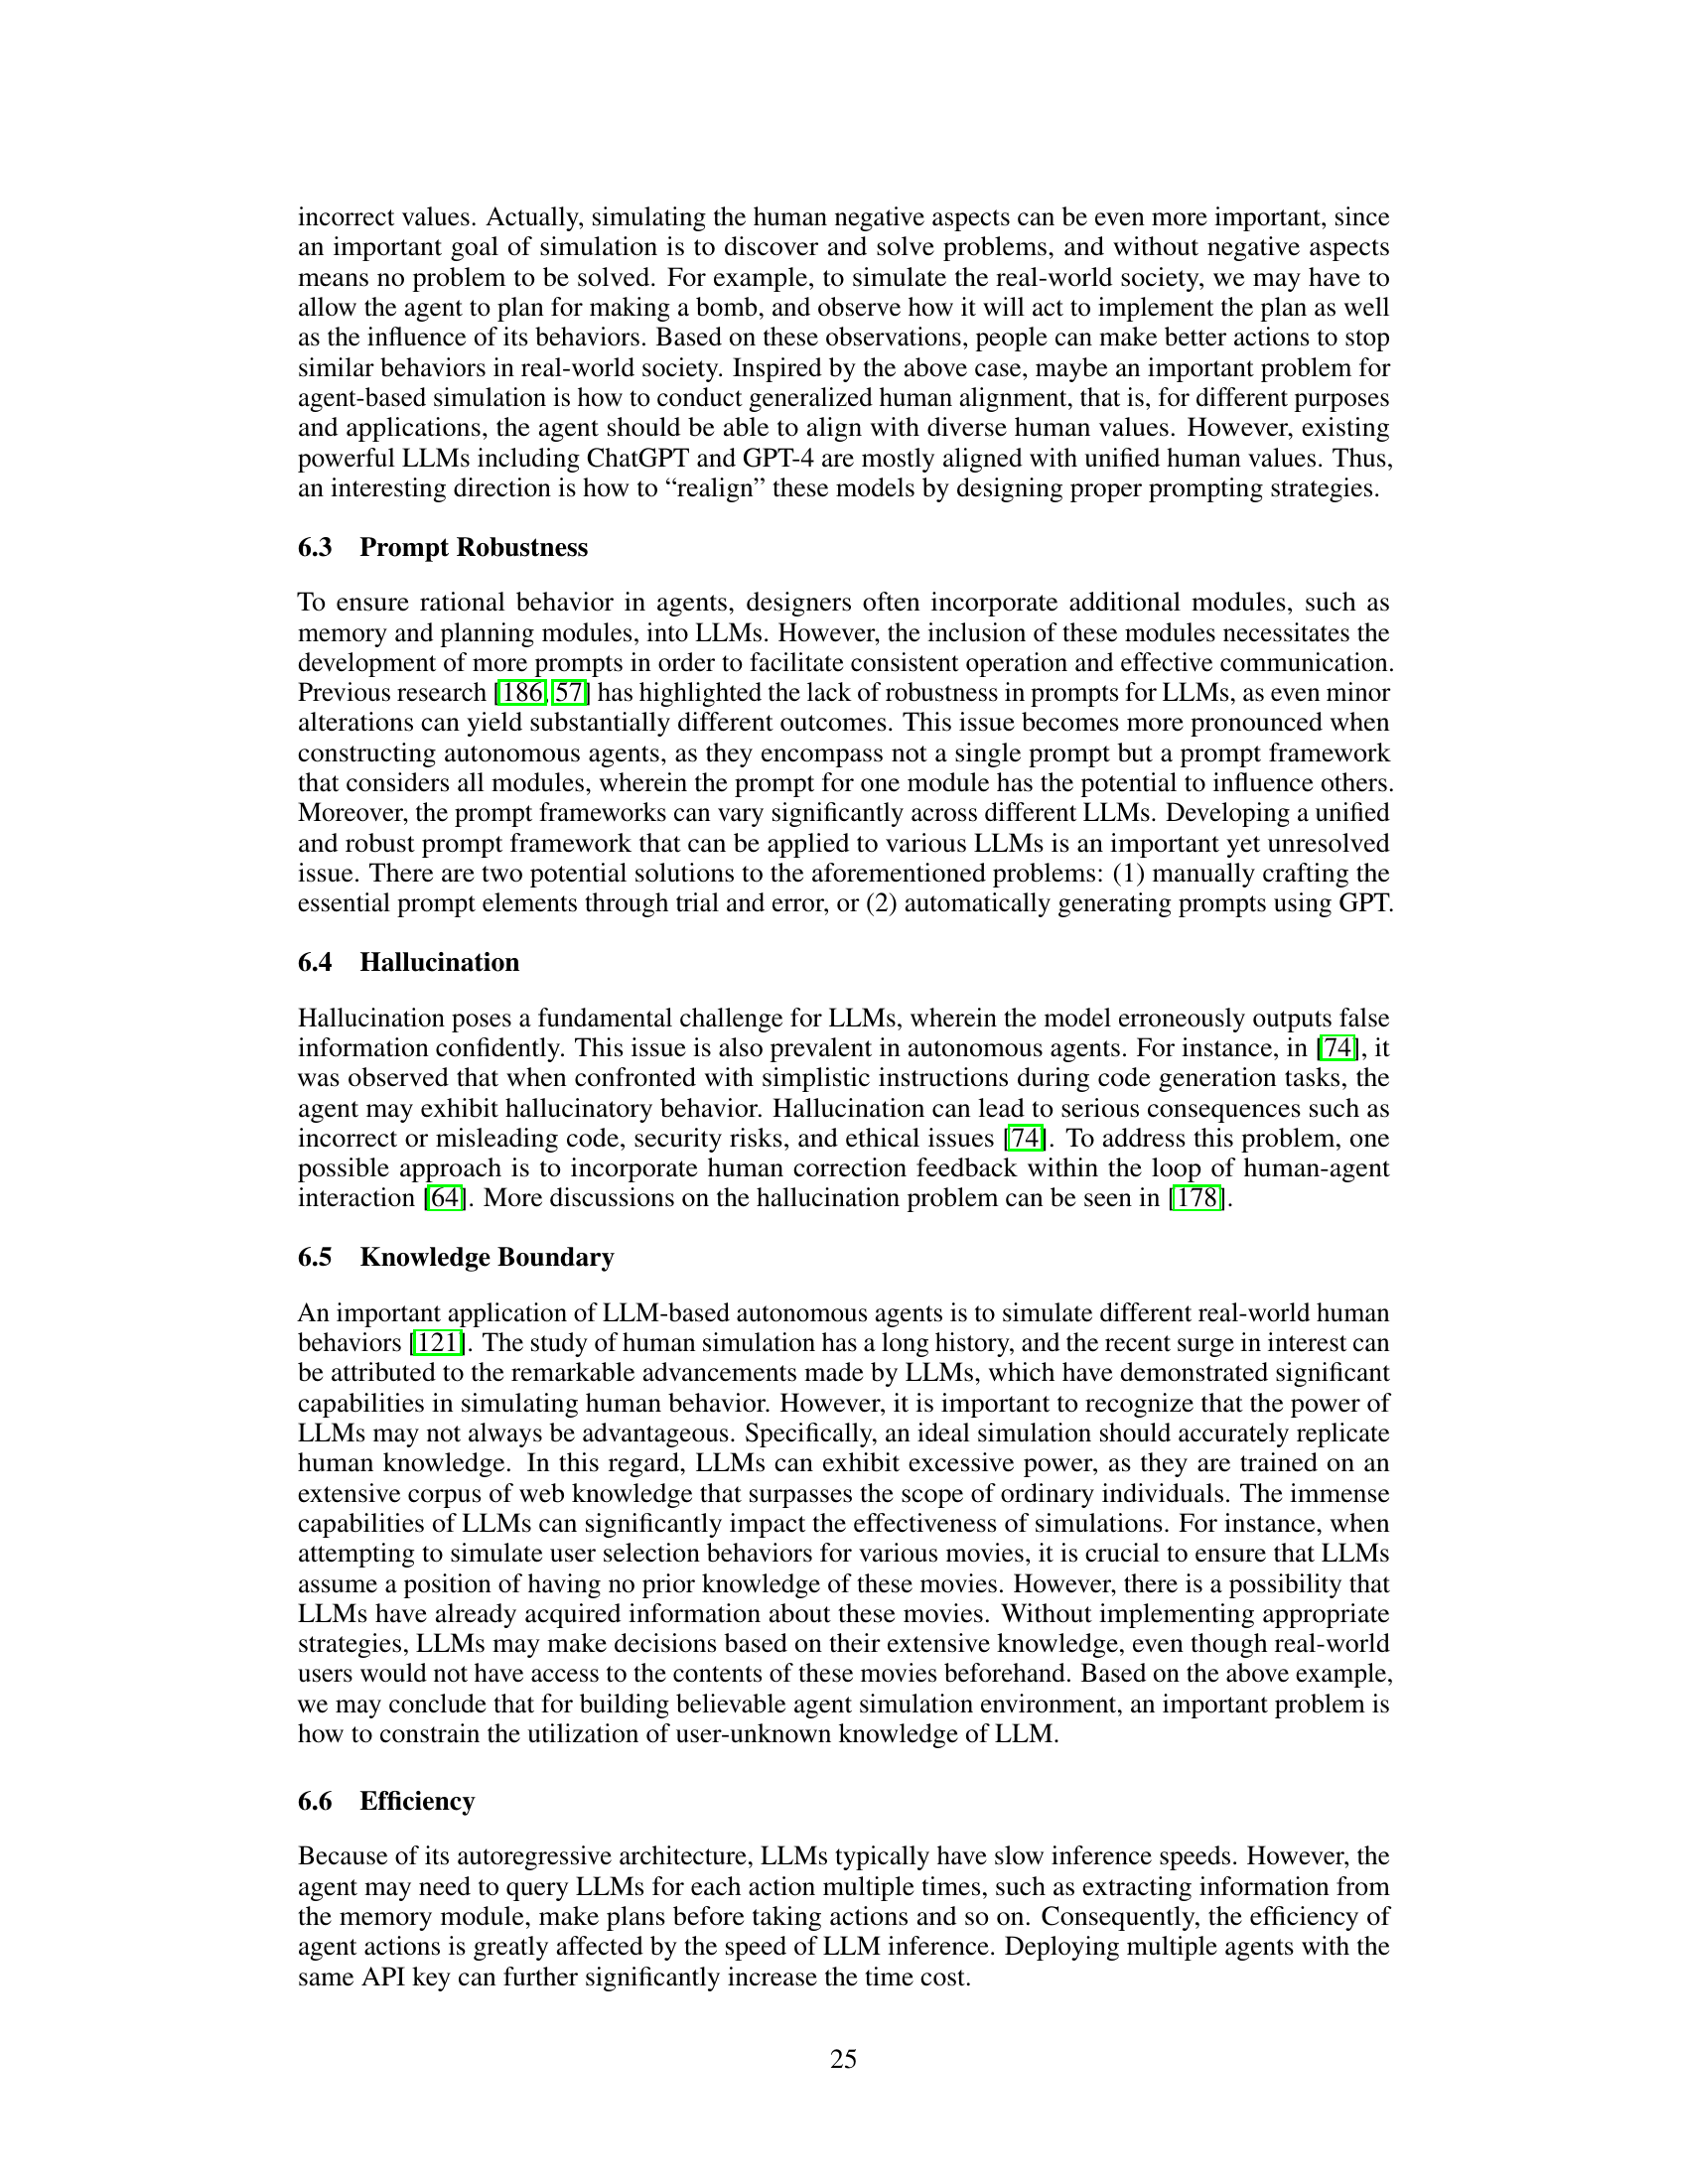 incorrect values. Actually, simulating the human negative aspects can be even more important, since
an important goal of simulation is to discover and solve problems, and without negative aspects
means no problem to be solved. For example, to simulate the real-world society, we may have to
allow the agent to plan for making a bomb, and observe how it will act to implement the plan as well
as the influence of its behaviors. Based on these observations, people can make better actions to stop
similar behaviors in real-world society. Inspired by the above case, maybe an important problem for
agent-based simulation is how to conduct generalized human alignment, that is, for different purposes
and applications, the agent should be able to align with diverse human values. However, existing
powerful LLMs including ChatGPT and GPT-4 are mostly aligned with unified human values. Thus,
an interesting direction is how to “realign” these models by designing proper prompting strategies.
6.3 Prompt Robustness
To ensure rational behavior in agents, designers often incorporate additional modules, such as
memory and planning modules, into LLMs. However, the inclusion of these modules necessitates the
development of more prompts in order to facilitate consistent operation and effective communication.
Previous research [186, 57] has highlighted the lack of robustness in prompts for LLMs, as even minor
alterations can yield substantially different outcomes. This issue becomes more pronounced when
constructing autonomous agents, as they encompass not a single prompt but a prompt framework
that considers all modules, wherein the prompt for one module has the potential to influence others.
Moreover, the prompt frameworks can vary significantly across different LLMs. Developing a unified
and robust prompt framework that can be applied to various LLMs is an important yet unresolved
issue. There are two potential solutions to the aforementioned problems: (1) manually crafting the
essential prompt elements through trial and error, or (2) automatically generating prompts using GPT.
6.4 Hallucination
Hallucination poses a fundamental challenge for LLMs, wherein the model erroneously outputs false
information confidently. This issue is also prevalent in autonomous agents. For instance, in [74], it
was observed that when confronted with simplistic instructions during code generation tasks, the
agent may exhibit hallucinatory behavior. Hallucination can lead to serious consequences such as
incorrect or misleading code, security risks, and ethical issues [74]. To address this problem, one
possible approach is to incorporate human correction feedback within the loop of human-agent
interaction [64]. More discussions on the hallucination problem can be seen in [178].
6.5 Knowledge Boundary
An important application of LLM-based autonomous agents is to simulate different real-world human
behaviors [121]. The study of human simulation has a long history, and the recent surge in interest can
be attributed to the remarkable advancements made by LLMs, which have demonstrated significant
capabilities in simulating human behavior. However, it is important to recognize that the power of
LLMs may not always be advantageous. Specifically, an ideal simulation should accurately replicate
human knowledge. In this regard, LLMs can exhibit excessive power, as they are trained on an
extensive corpus of web knowledge that surpasses the scope of ordinary individuals. The immense
capabilities of LLMs can significantly impact the effectiveness of simulations. For instance, when
attempting to simulate user selection behaviors for various movies, it is crucial to ensure that LLMs
assume a position of having no prior knowledge of these movies. However, there is a possibility that
LLMs have already acquired information about these movies. Without implementing appropriate
strategies, LLMs may make decisions based on their extensive knowledge, even though real-world
users would not have access to the contents of these movies beforehand. Based on the above example,
we may conclude that for building believable agent simulation environment, an important problem is
how to constrain the utilization of user-unknown knowledge of LLM.
6.6 Efficiency
Because of its autoregressive architecture, LLMs typically have slow inference speeds. However, the
agent may need to query LLMs for each action multiple times, such as extracting information from
the memory module, make plans before taking actions and so on. Consequently, the efficiency of
agent actions is greatly affected by the speed of LLM inference. Deploying multiple agents with the
same API key can further significantly increase the time cost.
25